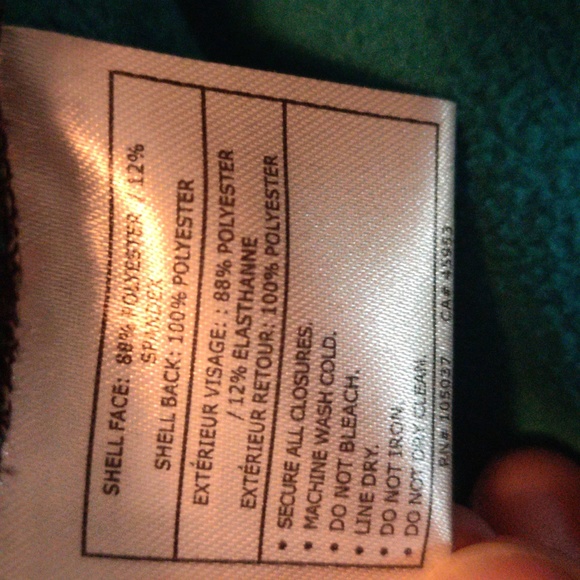 SHELL FACE: 88% POLYESTER / 12%
SPANDEX
SHELL BACK: 100% POLYESTER
EXTÉRIEUR VISAGE: : 88% POLYESTER
/ 12% ELASTHANNE
EXTÉRIEUR RETOUR: 100% POLYESTER
• SECURE ALL CLOSURES.
• MACHINE WASH COLD.
• DO NOT BLEACH.
• LINE DRY.
• DO NOT IRON
• DO NOT DRY CLEAN
RN# 105937 CA# 45953